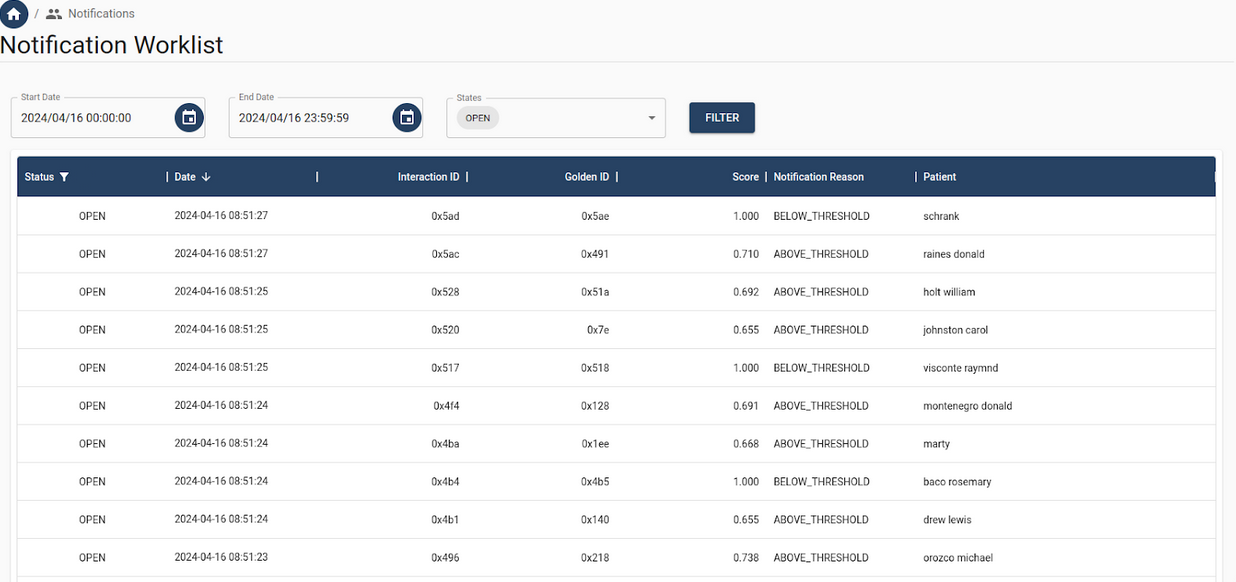 / Notifications
Notification Worklist
Start Date End Date States
2024/04/16 00:00:00 2024/04/16 23:59:59 OPEN FILTER
Status | Date | Interaction ID | Golden ID | Score | Notification Reason | Patient
OPEN 2024-04-16 08:51:27 0x5ad 0x5ae 1.000 BELOW_THRESHOLD schrank
OPEN 2024-04-16 08:51:27 0x5ac 0x491 0.710 ABOVE_THRESHOLD raines donald
OPEN 2024-04-16 08:51:25 0x528 0x51a 0.692 ABOVE_THRESHOLD holt william
OPEN 2024-04-16 08:51:25 0x520 0x7e 0.655 ABOVE_THRESHOLD johnston carol
OPEN 2024-04-16 08:51:25 0x517 0x518 1.000 BELOW_THRESHOLD visconte raymnd
OPEN 2024-04-16 08:51:24 0x4f4 0x128 0.691 ABOVE_THRESHOLD montenegro donald
OPEN 2024-04-16 08:51:24 0x4ba 0x1ee 0.668 ABOVE_THRESHOLD marty
OPEN 2024-04-16 08:51:24 0x4b4 0x4b5 1.000 BELOW_THRESHOLD baco rosemary
OPEN 2024-04-16 08:51:24 0x4b1 0x140 0.655 ABOVE_THRESHOLD drew lewis
OPEN 2024-04-16 08:51:23 0x496 0x218 0.738 ABOVE_THRESHOLD orozco michael